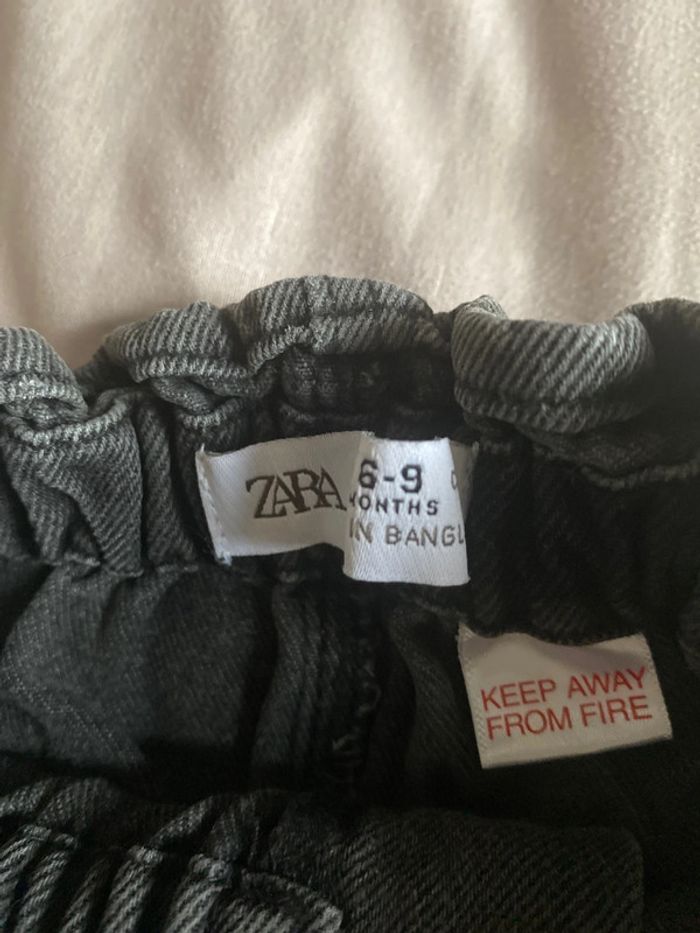 ZARA
6-9
MONTHS
IN BANGL
KEEP AWAY
FROM FIRE